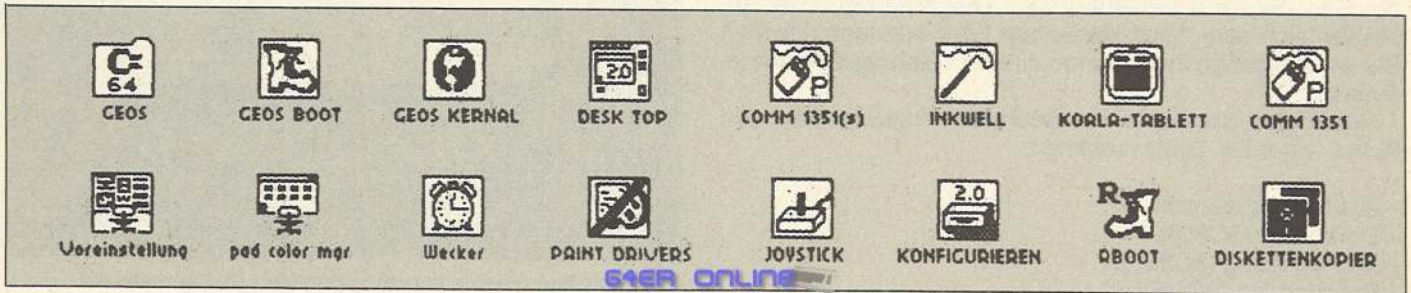 C=
64
2.0
P
P
GEOS GEOS BOOT GEOS KERNAL DESK TOP COMM 1351(s) INKWELL KOALA-TABLETT COMM 1351
2.0
R
Voreinstellung pad color mgr Wecker PAINT DRIVERS JOYSTICK KONFIGURIEREN RBOOT DISKETTENKOPIER
64ER ONLINE